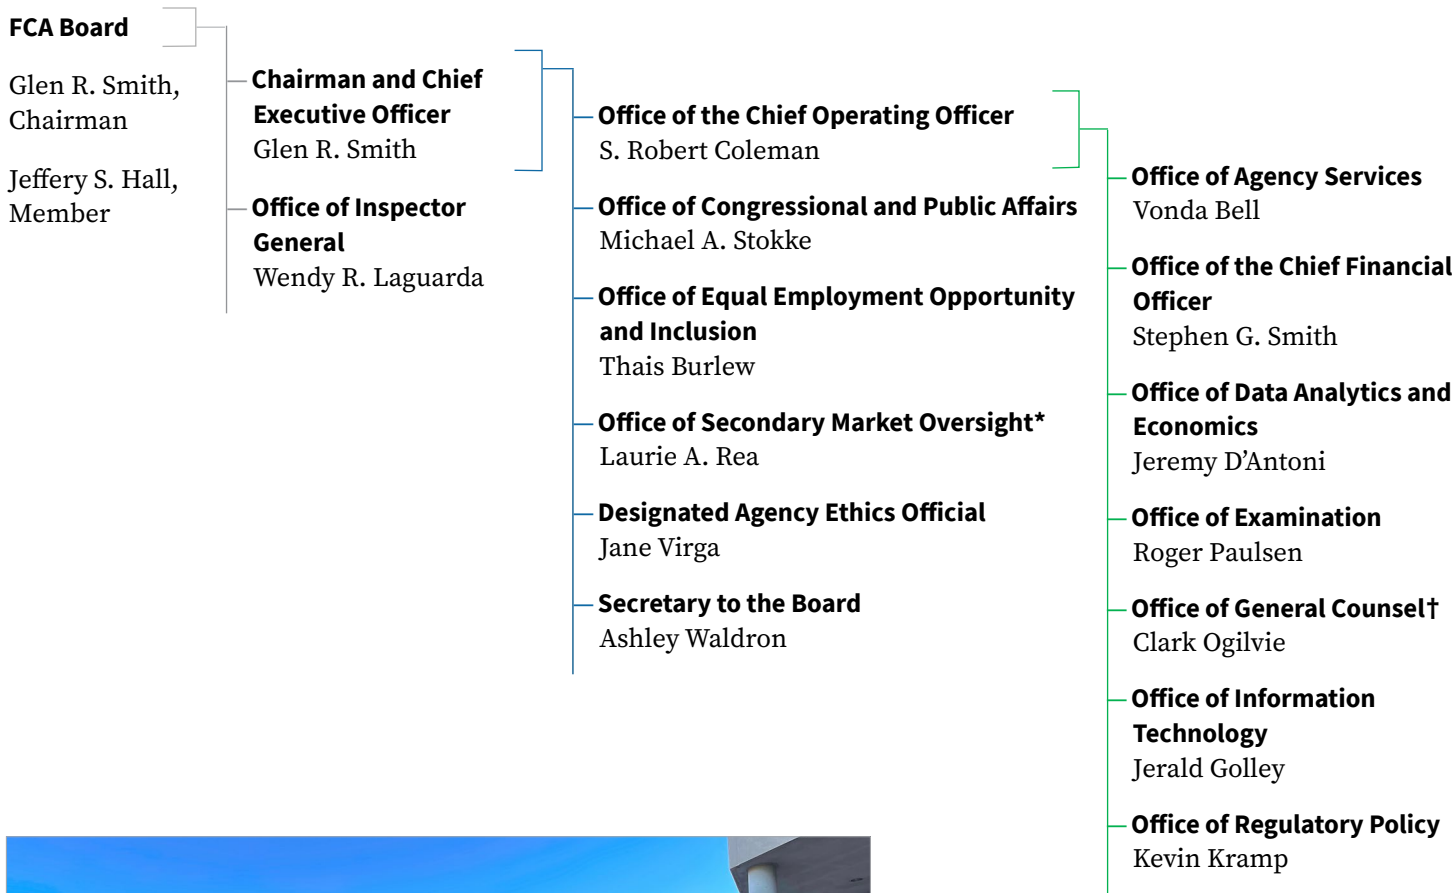 FCA Board
Glen R. Smith,
Chairman
Jeffery S. Hall,
Member
Chairman and Chief
Executive Officer
Glen R. Smith
Office of Inspector
General
Wendy R. Laguarda
Office of the Chief Operating Officer
S. Robert Coleman
Office of Congressional and Public Affairs
Michael A. Stokke
Office of Equal Employment Opportunity
and Inclusion
Thais Burlew
Office of Secondary Market Oversight*
Laurie A. Rea
Designated Agency Ethics Official
Jane Virga
Secretary to the Board
Ashley Waldron
Office of Agency Services
Vonda Bell
Office of the Chief Financial
Officer
Stephen G. Smith
Office of Data Analytics and
Economics
Jeremy D’Antoni
Office of Examination
Roger Paulsen
Office of General Counsel†
Clark Ogilvie
Office of Information
Technology
Jerald Golley
Office of Regulatory Policy
Kevin Kramp